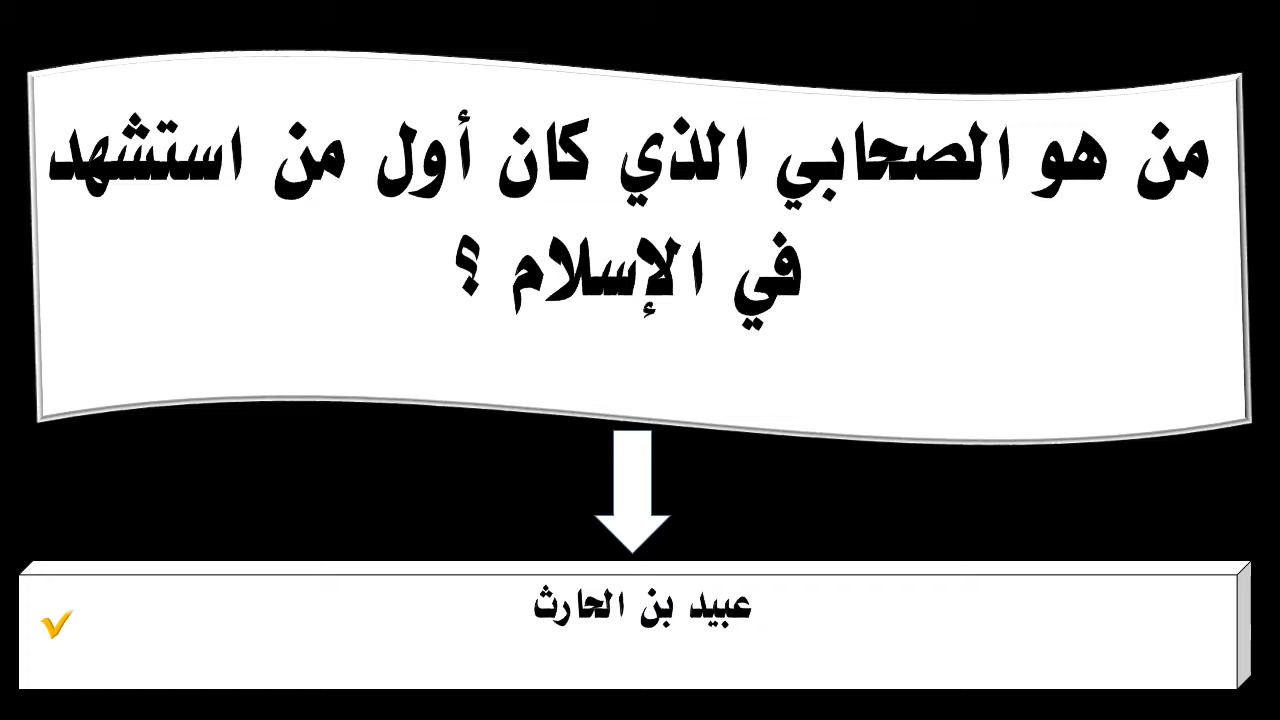 من هو الصحابي الذي كان أول من استشهد
في الإسلام ؟
عبيد بن الحارث